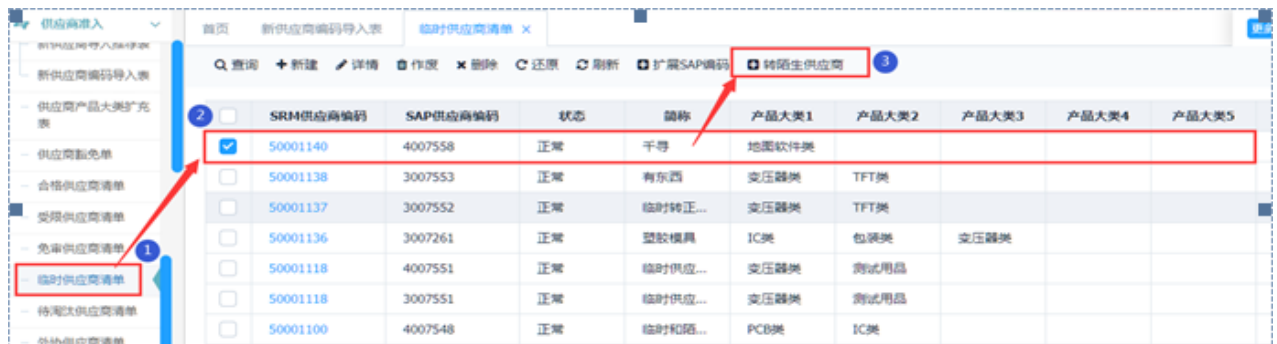 供应商准入
首页
新供应商编码导入表
临时供应商清单 ×
新供应商编码导入表
供应商产品大类扩充
表
供应商豁免单
合格供应商清单
受限供应商清单
免审供应商清单
临时供应商清单
待淘汰供应商清单
外协供应商清单
1
查询 新建 详情 作废 删除 还原 刷新 扩展SAP编码 转陌生供应商
3
2
SRM供应商编码 SAP供应商编码 状态 简称 产品大类1 产品大类2 产品大类3 产品大类4 产品大类5
50001140 4007558 正常 千寻 地图软件类
50001138 3007553 正常 有东西 变压器类 TFT类
50001137 3007552 正常 临时转正... 变压器类 TFT类
50001136 3007261 正常 塑胶模具 IC类 包装类 变压器类
50001118 4007551 正常 临时供应... 变压器类 测试用品
50001118 3007551 正常 临时供应... 变压器类 测试用品
50001100 4007548 正常 临时和陌... PCB类 IC类